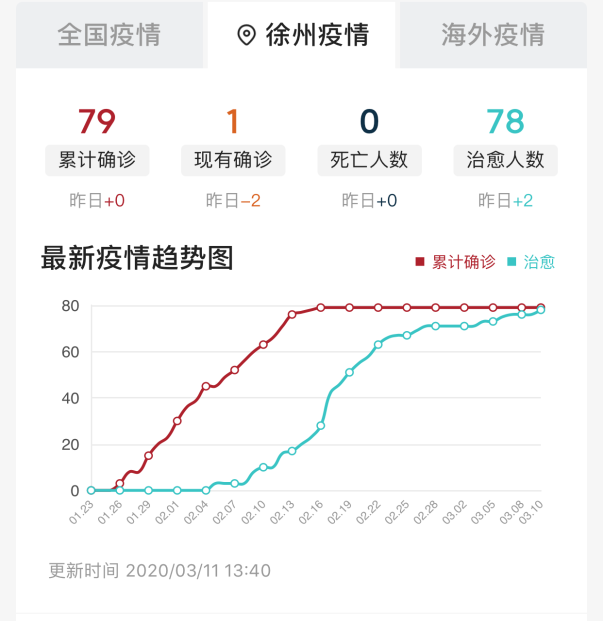 全国疫情 徐州疫情 海外疫情
79 1 0 78
累计确诊 现有确诊 死亡人数 治愈人数
昨日+0 昨日-2 昨日+0 昨日+2
最新疫情趋势图
累计确诊 治愈
80
60
40
20
0
01.23 01.26 01.29 02.01 02.04 02.07 02.10 02.13 02.16 02.19 02.22 02.25 02.28 03.02 03.05 03.08 03.10
更新时间 2020/03/11 13:40